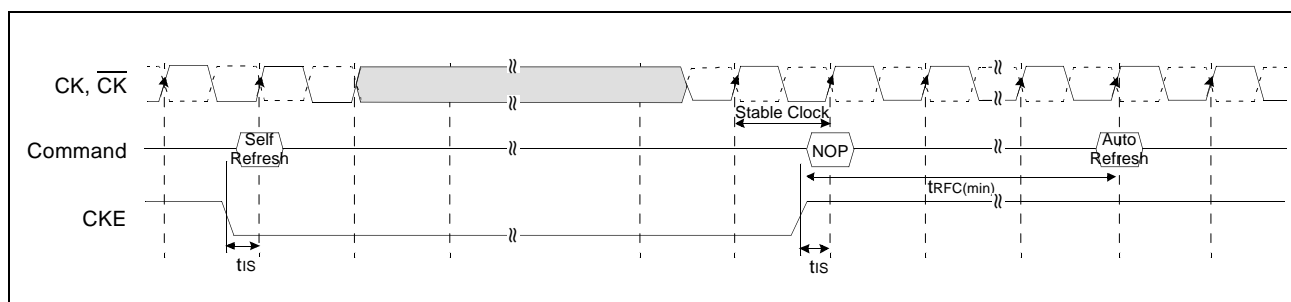 CK, CK
Stable Clock
Command
Self
Refresh
NOP
Auto
Refresh
tRFC(min)
CKE
tIS
tIS